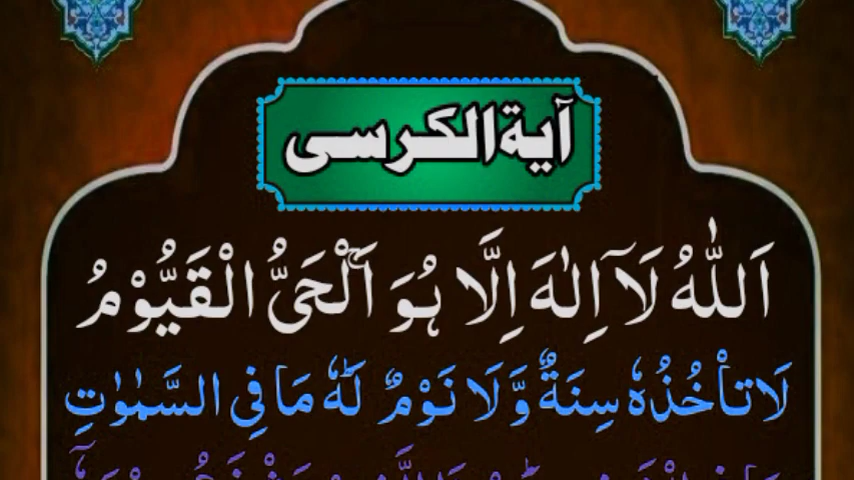 آية الكرسى
اَللّٰهُ لَآ اِلٰهَ اِلَّا هُوَ اَلْحَىُّ الْقَيُّوْمُ
لَا تَاْخُذُهٗ سِنَةٌ وَّلَا نَوْمٌ لَهٗ مَا فِى السَّمٰوٰتِ